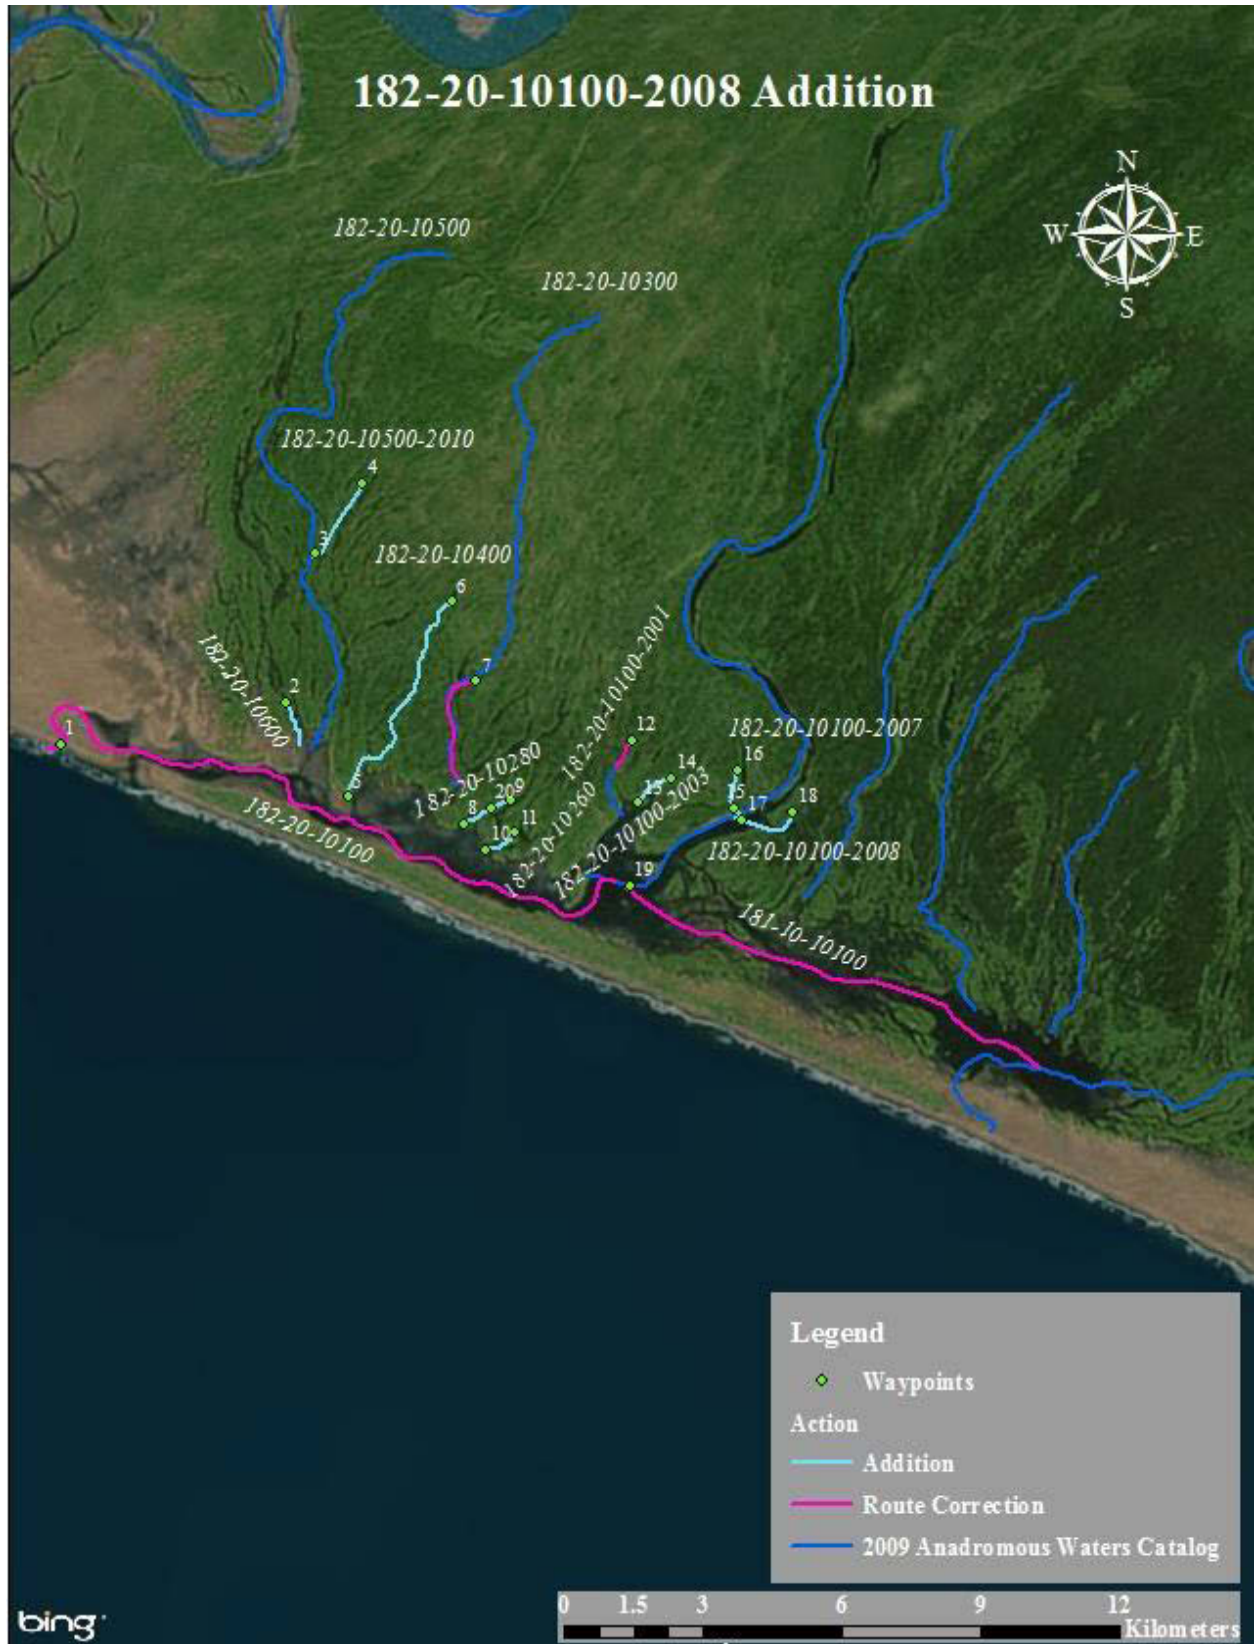 182-20-10100-2008 Addition
N
W E
S
182-20-10500
182-20-10300
182-20-10500-2010
4
3
182-20-10400
6
182-20-10600
2
7
1
182-20-10100-2001
12
182-20-10100-2007
16
14
13
15
17
18
5
182-20-10280
8
20
9
11
10
182-20-10260
182-20-10100
182-20-10100-2003
182-20-10100-2008
19
181-10-10100
Legend
Waypoints
Action
Addition
Route Correction
2009 Anadromous Waters Catalog
bing
0 1.5 3 6 9 12
Kilometers